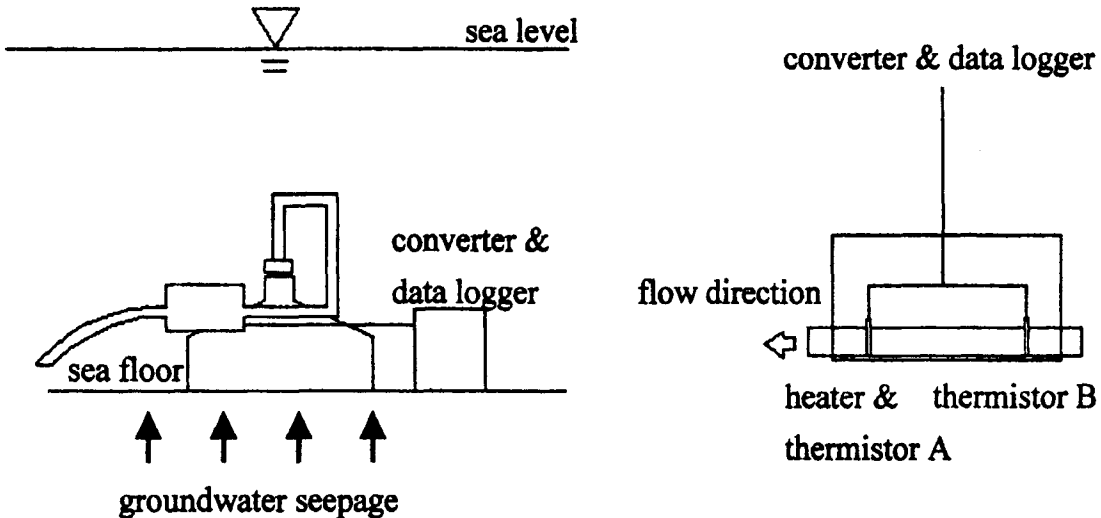 sea level
converter &
data logger
sea floor
groundwater seepage
converter & data logger
flow direction
heater &
thermistor A
thermistor B